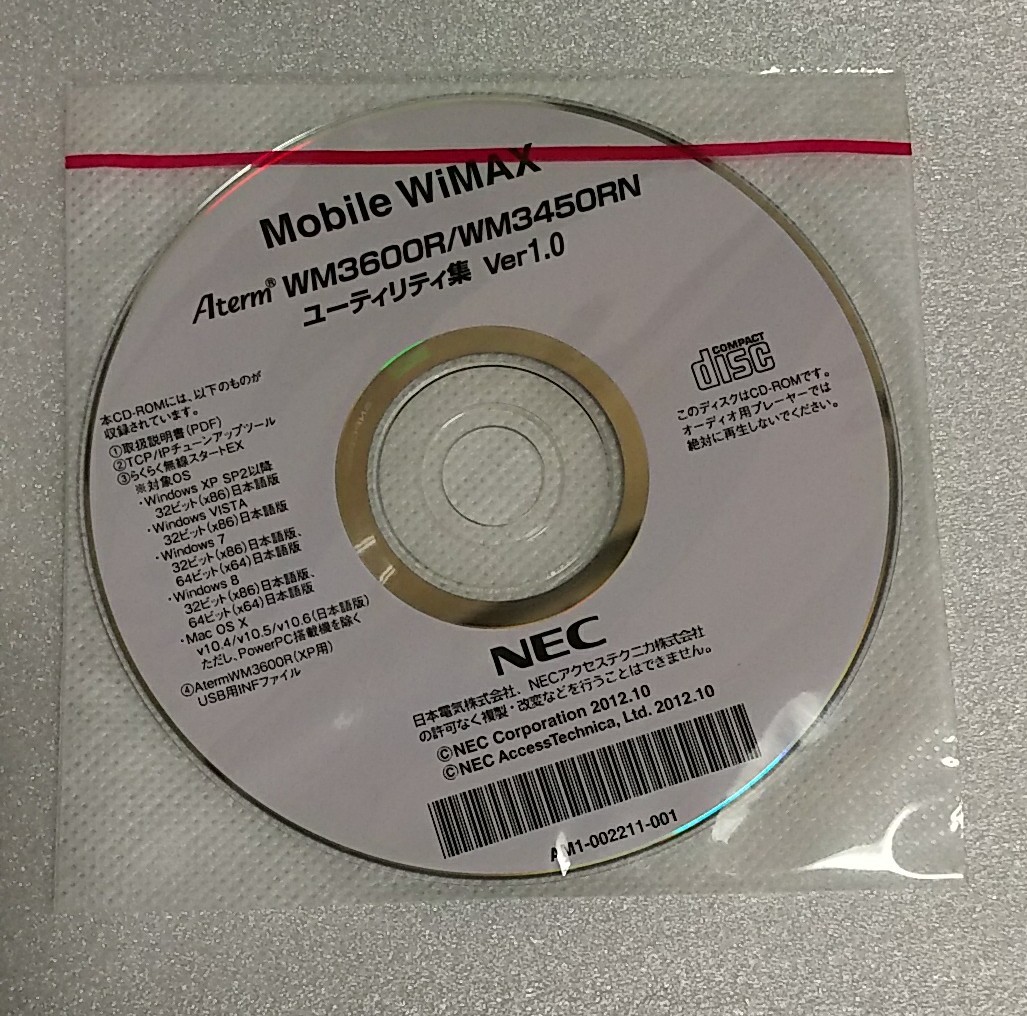 Mobile WiMAX
Aterm® WM3600R/WM3450RN
ユーティリティ集 Ver1.0
COMPACT
disc
このディスクはCD-ROMです。
オーディオ用プレーヤーでは
絶対に再生しないでください。
本CD-ROMには、以下のものが
収録されています。
①取扱説明書(PDF)
②TCP/IPチューンアップツール
③らくらく無線スタートEX
※対象OS
・Windows XP SP2以降
32ビット(x86)日本語版
・Windows VISTA
32ビット(x86)日本語版
・Windows 7
32ビット(x86)日本語版、
64ビット(x64)日本語版
・Windows 8
32ビット(x86)日本語版、
64ビット(x64)日本語版
・Mac OS X
v10.4/v10.5/v10.6(日本語版)
ただし、PowerPC搭載機を除く
④AtermWM3600R(XP用)
USB用INFファイル
NEC
日本電気株式会社、NECアクセステクニカ株式会社
の許可なく複製・改変などを行うことはできません。
©NEC Corporation 2012.10
©NEC AccessTechnica, Ltd. 2012.10
AM1-002211-001